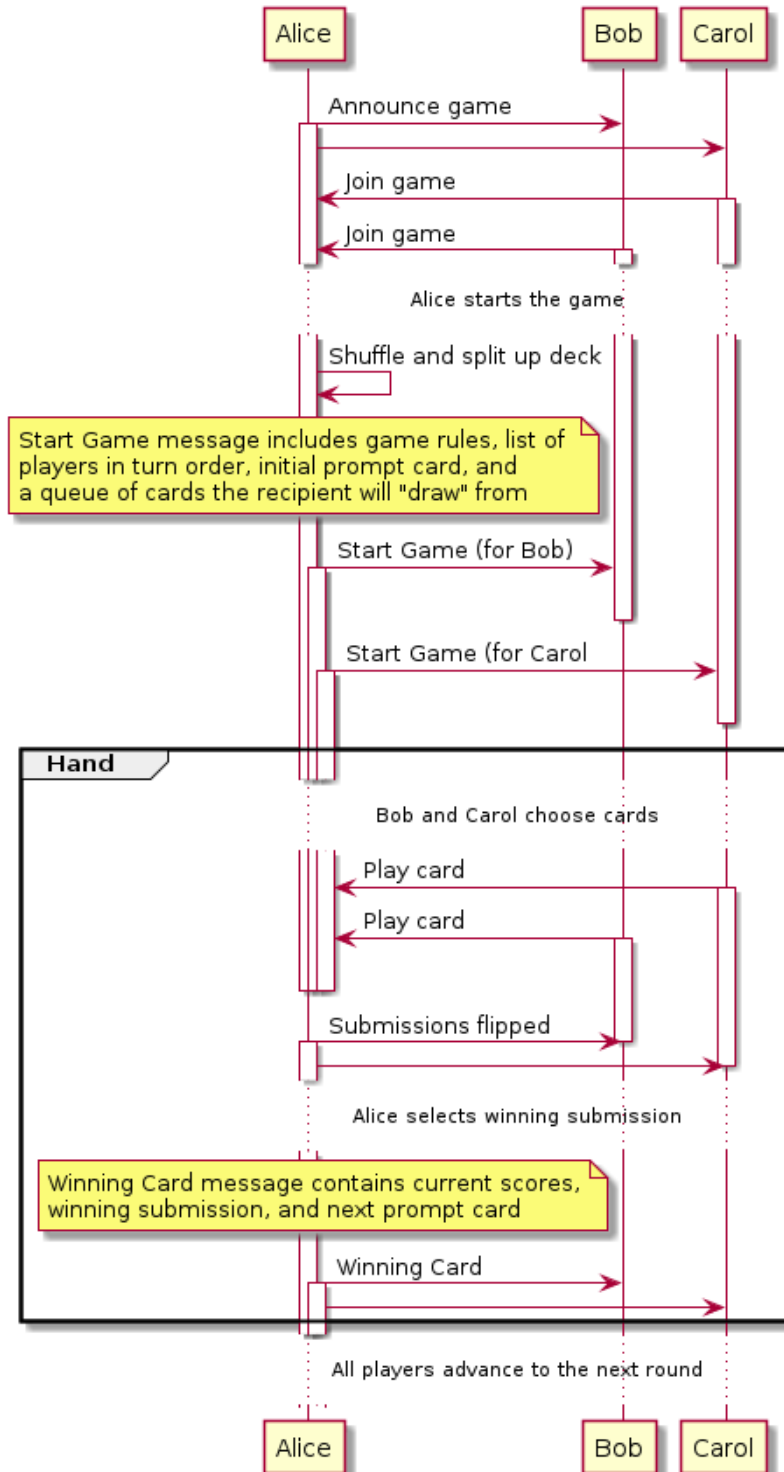 Alice Bob Carol
Announce game
Join game
Join game
Alice starts the game
Shuffle and split up deck
Start Game message includes game rules, list of
players in turn order, initial prompt card, and
a queue of cards the recipient will "draw" from
Start Game (for Bob)
Start Game (for Carol
Hand
Bob and Carol choose cards
Play card
Play card
Submissions flipped
Alice selects winning submission
Winning Card message contains current scores,
winning submission, and next prompt card
Winning Card
All players advance to the next round
Alice Bob Carol